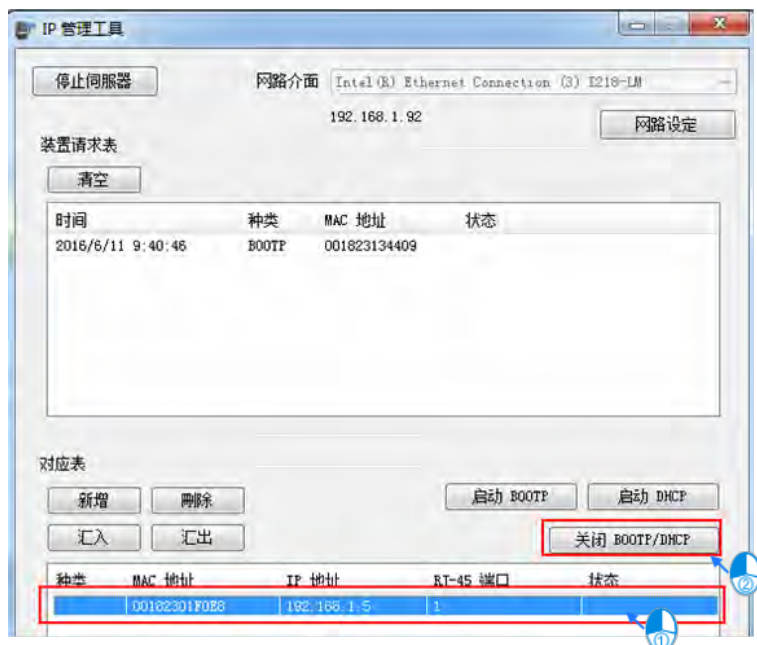 IP 管理工具
停止伺服器 网路介面 Intel(R) Ethernet Connection (3) I218-LM
192.168.1.92 网路设定
装置请求表
清空
时间 种类 MAC 地址 状态
2016/6/11 9:40:46 BOOTP 001823134409
对应表
新增 删除 启动 BOOTP 启动 DHCP
汇入 汇出 关闭 BOOTP/DHCP
种类 MAC 地址 IP 地址 RJ-45 端口 状态
00182301F0E8 192.168.1.5 1
②
①